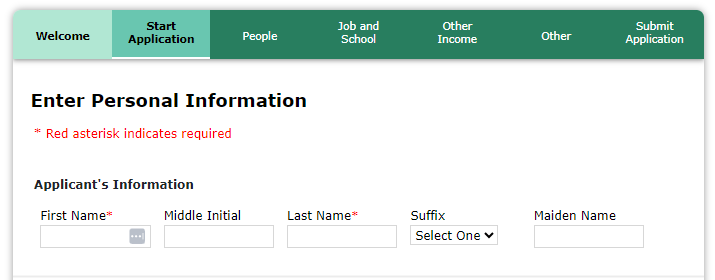 Welcome
Start Application
People
Job and School
Other Income
Other
Submit Application
Enter Personal Information
* Red asterisk indicates required
Applicant's Information
First Name* Middle Initial Last Name* Suffix Maiden Name
Select One